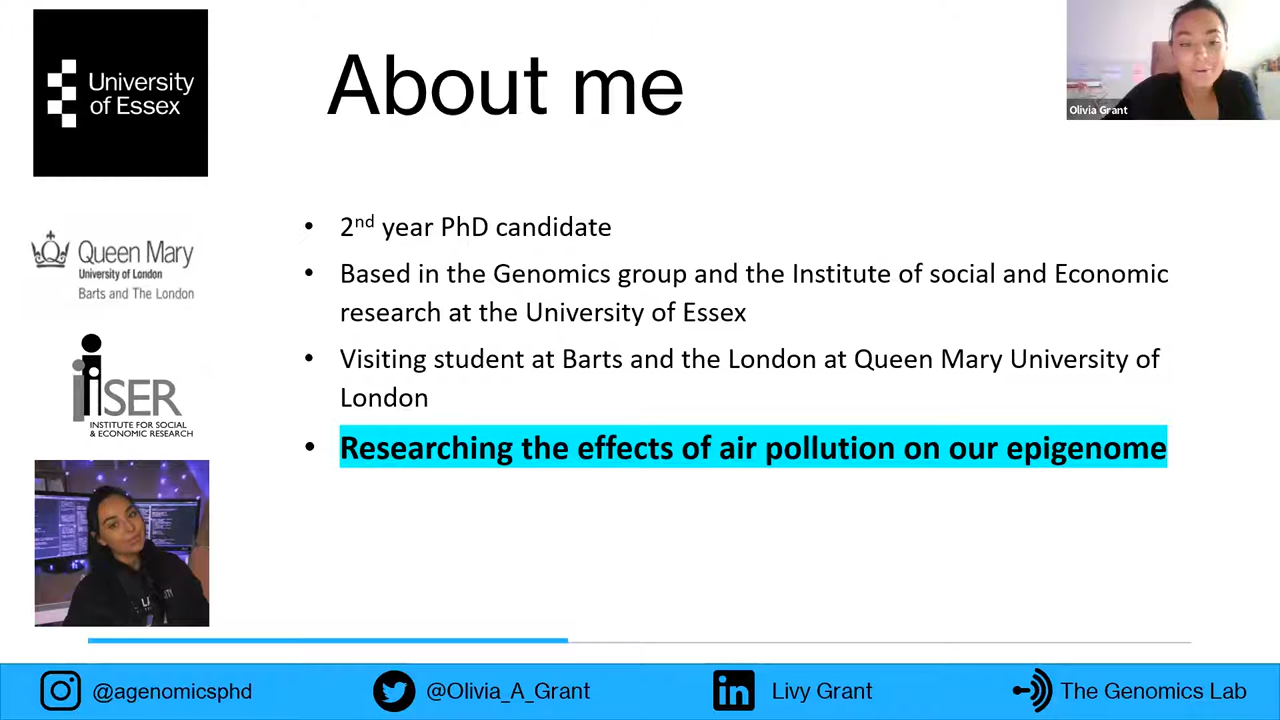 University
of Essex
About me
Olivia Grant
Queen Mary
University of London
Barts and The London
iiSER
INSTITUTE FOR SOCIAL
& ECONOMIC RESEARCH
• 2nd year PhD candidate
• Based in the Genomics group and the Institute of social and Economic
research at the University of Essex
• Visiting student at Barts and the London at Queen Mary University of
London
• Researching the effects of air pollution on our epigenome
@agenomicsphd
@Olivia_A_Grant
in
Livy Grant
The Genomics Lab